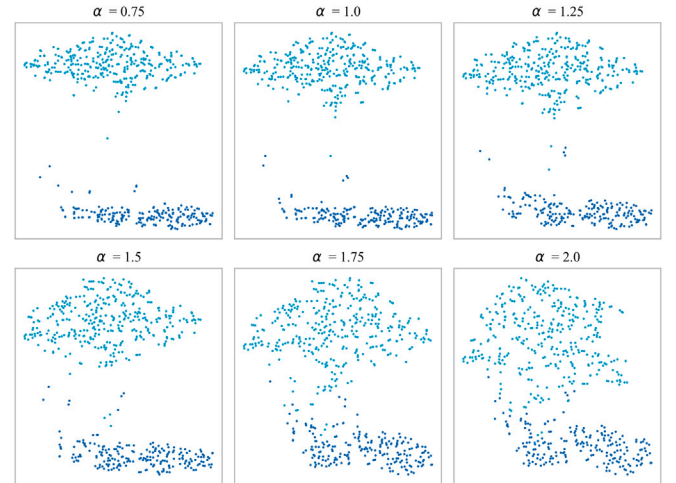 α = 0.75
α = 1.0
α = 1.25
α = 1.5
α = 1.75
α = 2.0